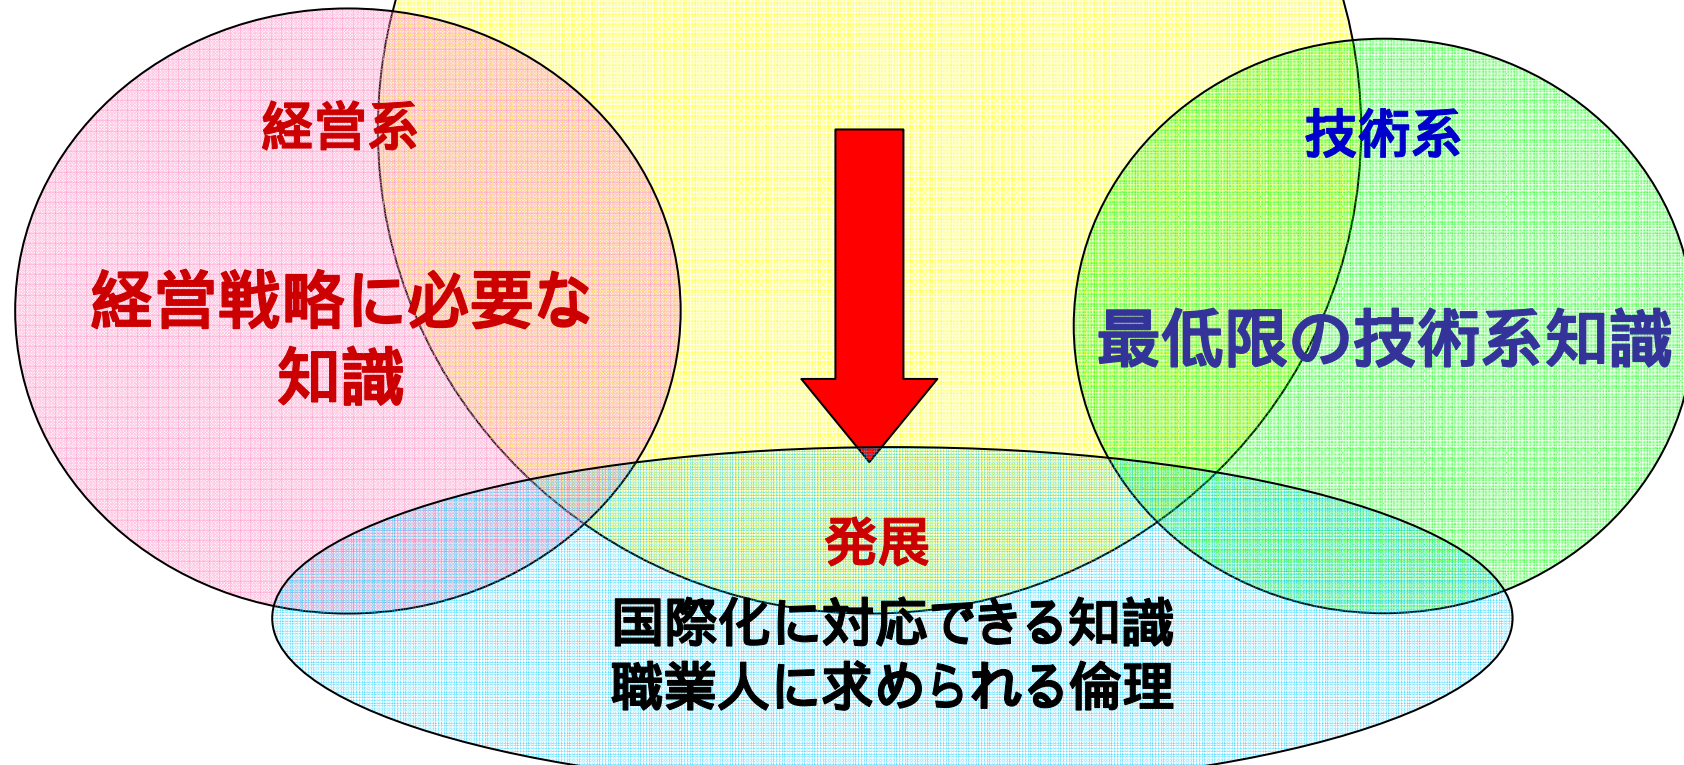 経営系
技術系
経営戦略に必要な
知識
最低限の技術系知識
発展
国際化に対応できる知識
職業人に求められる倫理